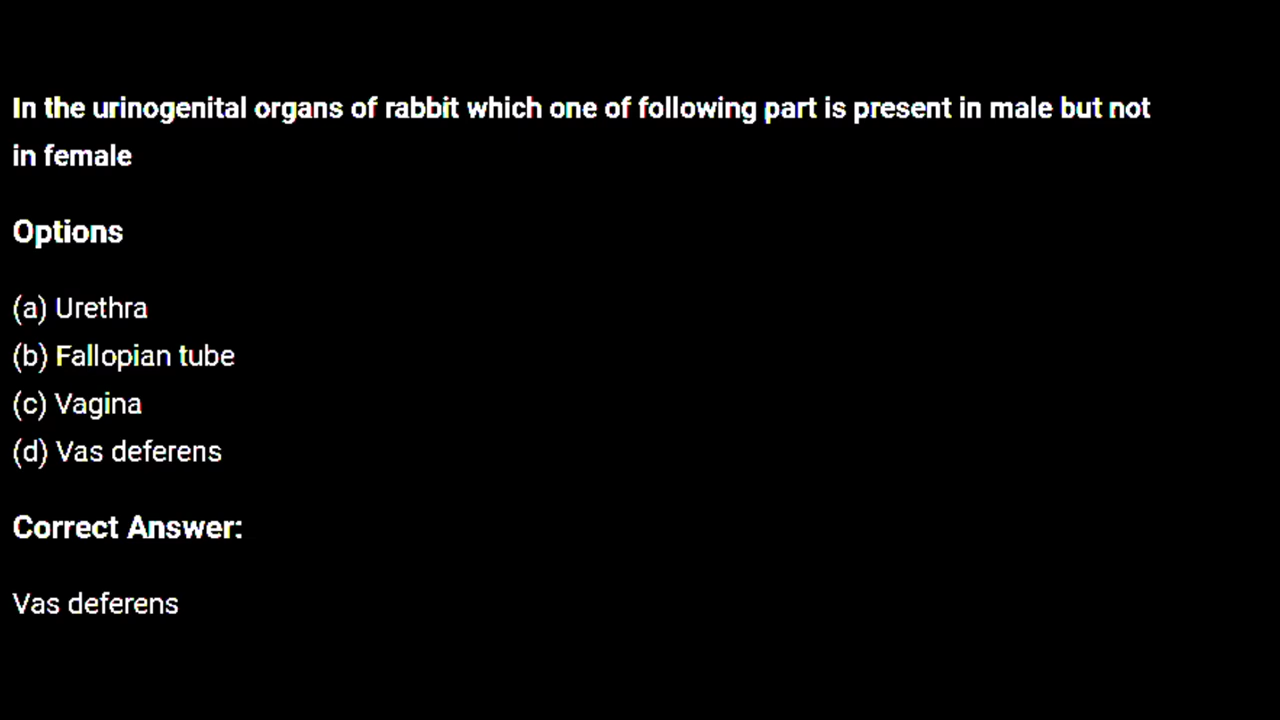 In the urinogenital organs of rabbit which one of following part is present in male but not
in female
Options
(a) Urethra
(b) Fallopian tube
(c) Vagina
(d) Vas deferens
Correct Answer:
Vas deferens